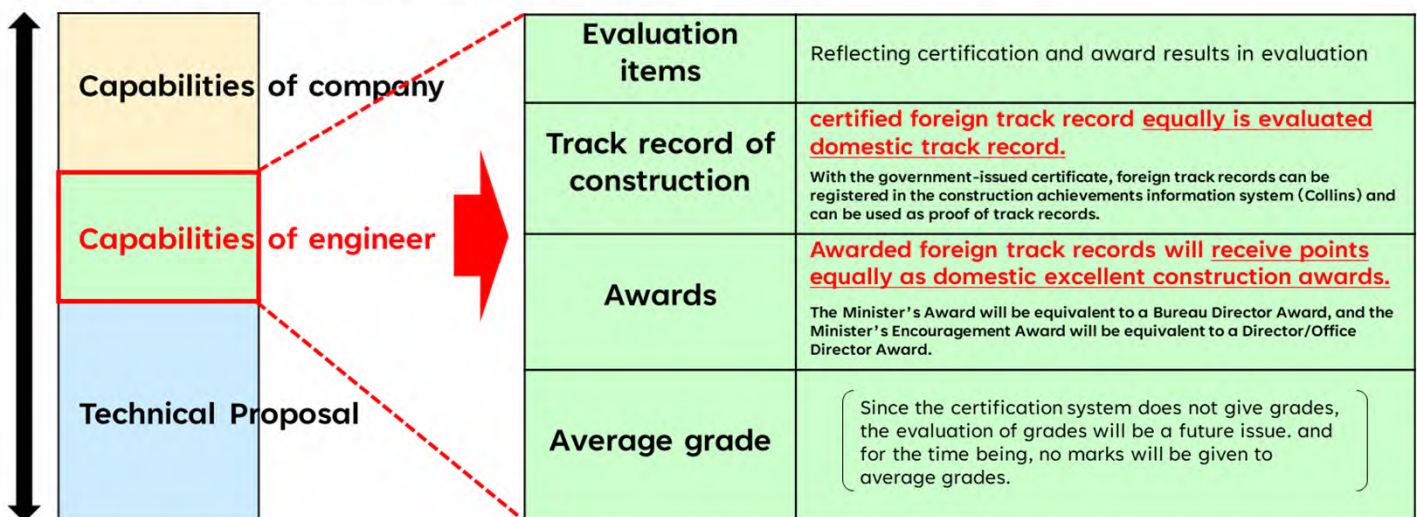 Capabilities of company
Capabilities of engineer
Technical Proposal
Evaluation
items
Reflecting certification and award results in evaluation
Track record of
construction
certified foreign track record equally is evaluated
domestic track record.
With the government-issued certificate, foreign track records can be
registered in the construction achievements information system (Collins) and
can be used as proof of track records.
Awards
Awarded foreign track records will receive points
equally as domestic excellent construction awards.
The Minister's Award will be equivalent to a Bureau Director Award, and the
Minister's Encouragement Award will be equivalent to a Director/Office
Director Award.
Average grade
Since the certification system does not give grades,
the evaluation of grades will be a future issue. and
for the time being, no marks will be given to
average grades.